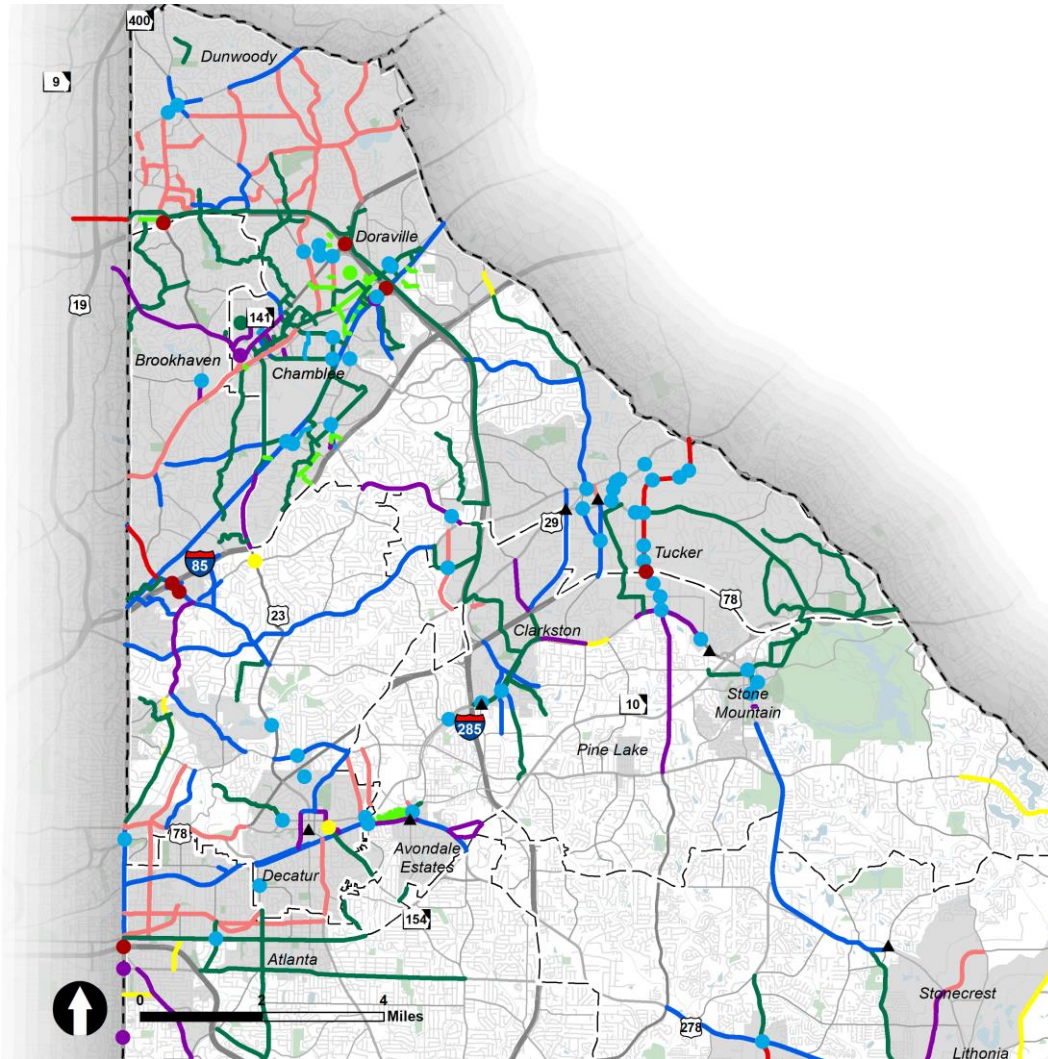 400
Dunwoody
9
Doraville
19
141
Brookhaven
Chamblee
29
Tucker
85
23
78
Clarkston
Stone
Mountain
10
285
Pine Lake
78
Avondale
Estates
Decatur
154
Atlanta
Stonecrest
0 2 4
Miles
278
Lithonia